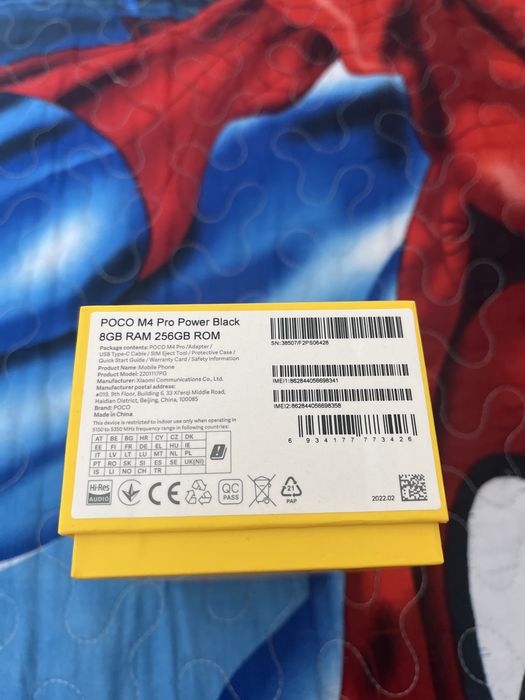 POCO M4 Pro Power Black
8GB RAM 256GB ROM
Package contents: POCO M4 Pro / Adapter /
USB Type-C Cable / SIM Eject Tool / Protective Case /
Quick Start Guide / Warranty Card / Safety Information
Product Name : Mobile Phone
Product Model: 2201117PG
Manufacturer: Xiaomi Communications Co., Ltd.
Manufacturer postal address:
#019, 9th Floor, Building 6, 33 Xi'erqi Middle Road,
Haidian District, Beijing, China, 100085
Brand: POCO
Made in China
This device is restricted to indoor use only when operating in
5150 to 5350 MHz frequency range in following countries:
AT BE BG HR CY CZ DK
EE FI FR DE EL HU IE
IT LV LT LU MT NL PL
PT RO SK SI ES SE UK(NI)
IS LI NO CH TR
Hi-Res
AUDIO
CE
QC
PASS
21
PAP
SN: 38507/F2PS06428
IMEI1:862844056698341
IMEI2:862844056698358
6 934177 773426
2022.02